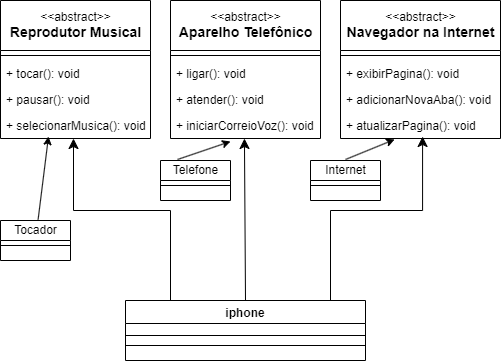 <<abstract>>
Reprodutor Musical
+ tocar(): void
+ pausar(): void
+ selecionarMusica(): void
<<abstract>>
Aparelho Telefônico
+ ligar(): void
+ atender(): void
+ iniciarCorreioVoz(): void
<<abstract>>
Navegador na Internet
+ exibirPagina(): void
+ adicionarNovaAba(): void
+ atualizarPagina(): void
Telefone
Internet
Tocador
iphone